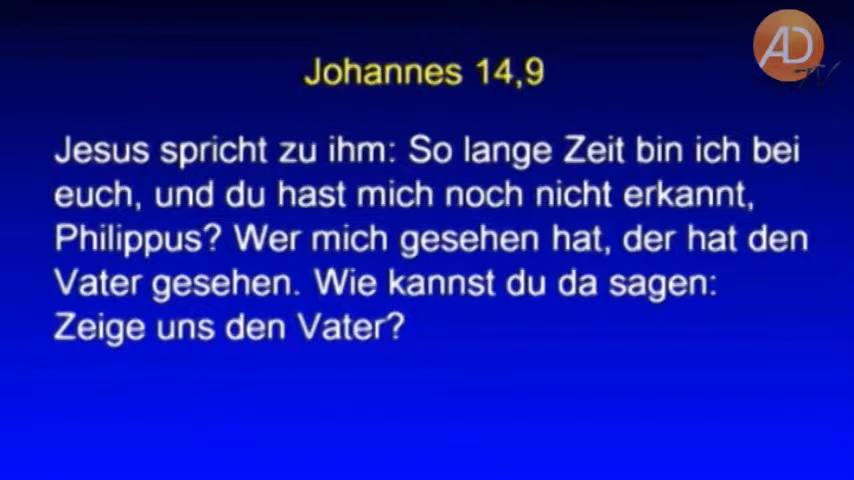 AD
TV
Johannes 14,9
Jesus spricht zu ihm: So lange Zeit bin ich bei
euch, und du hast mich noch nicht erkannt,
Philippus? Wer mich gesehen hat, der hat den
Vater gesehen. Wie kannst du da sagen:
Zeige uns den Vater?